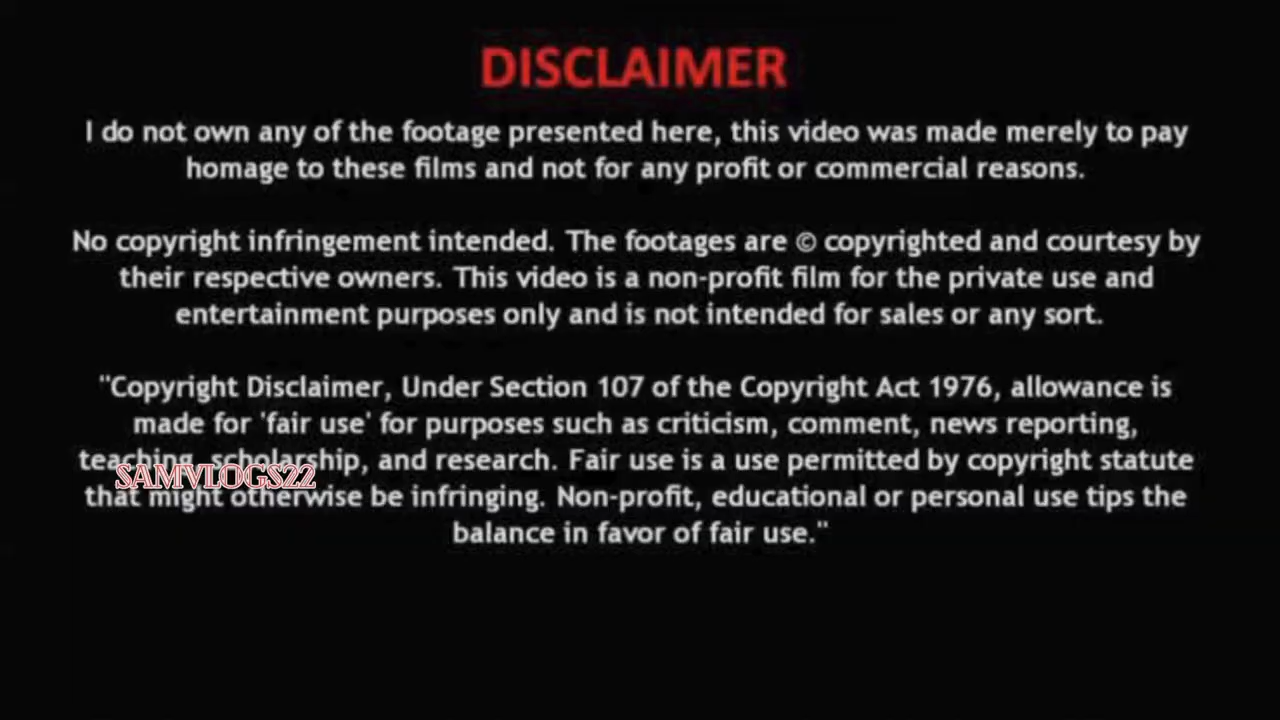 DISCLAIMER
I do not own any of the footage presented here, this video was made merely to pay
homage to these films and not for any profit or commercial reasons.
No copyright infringement intended. The footages are © copyrighted and courtesy by
their respective owners. This video is a non-profit film for the private use and
entertainment purposes only and is not intended for sales or any sort.
"Copyright Disclaimer, Under Section 107 of the Copyright Act 1976, allowance is
made for 'fair use' for purposes such as criticism, comment, news reporting,
teaching, scholarship, and research. Fair use is a use permitted by copyright statute
SAMVLOGS22
that might otherwise be infringing. Non-profit, educational or personal use tips the
balance in favor of fair use."